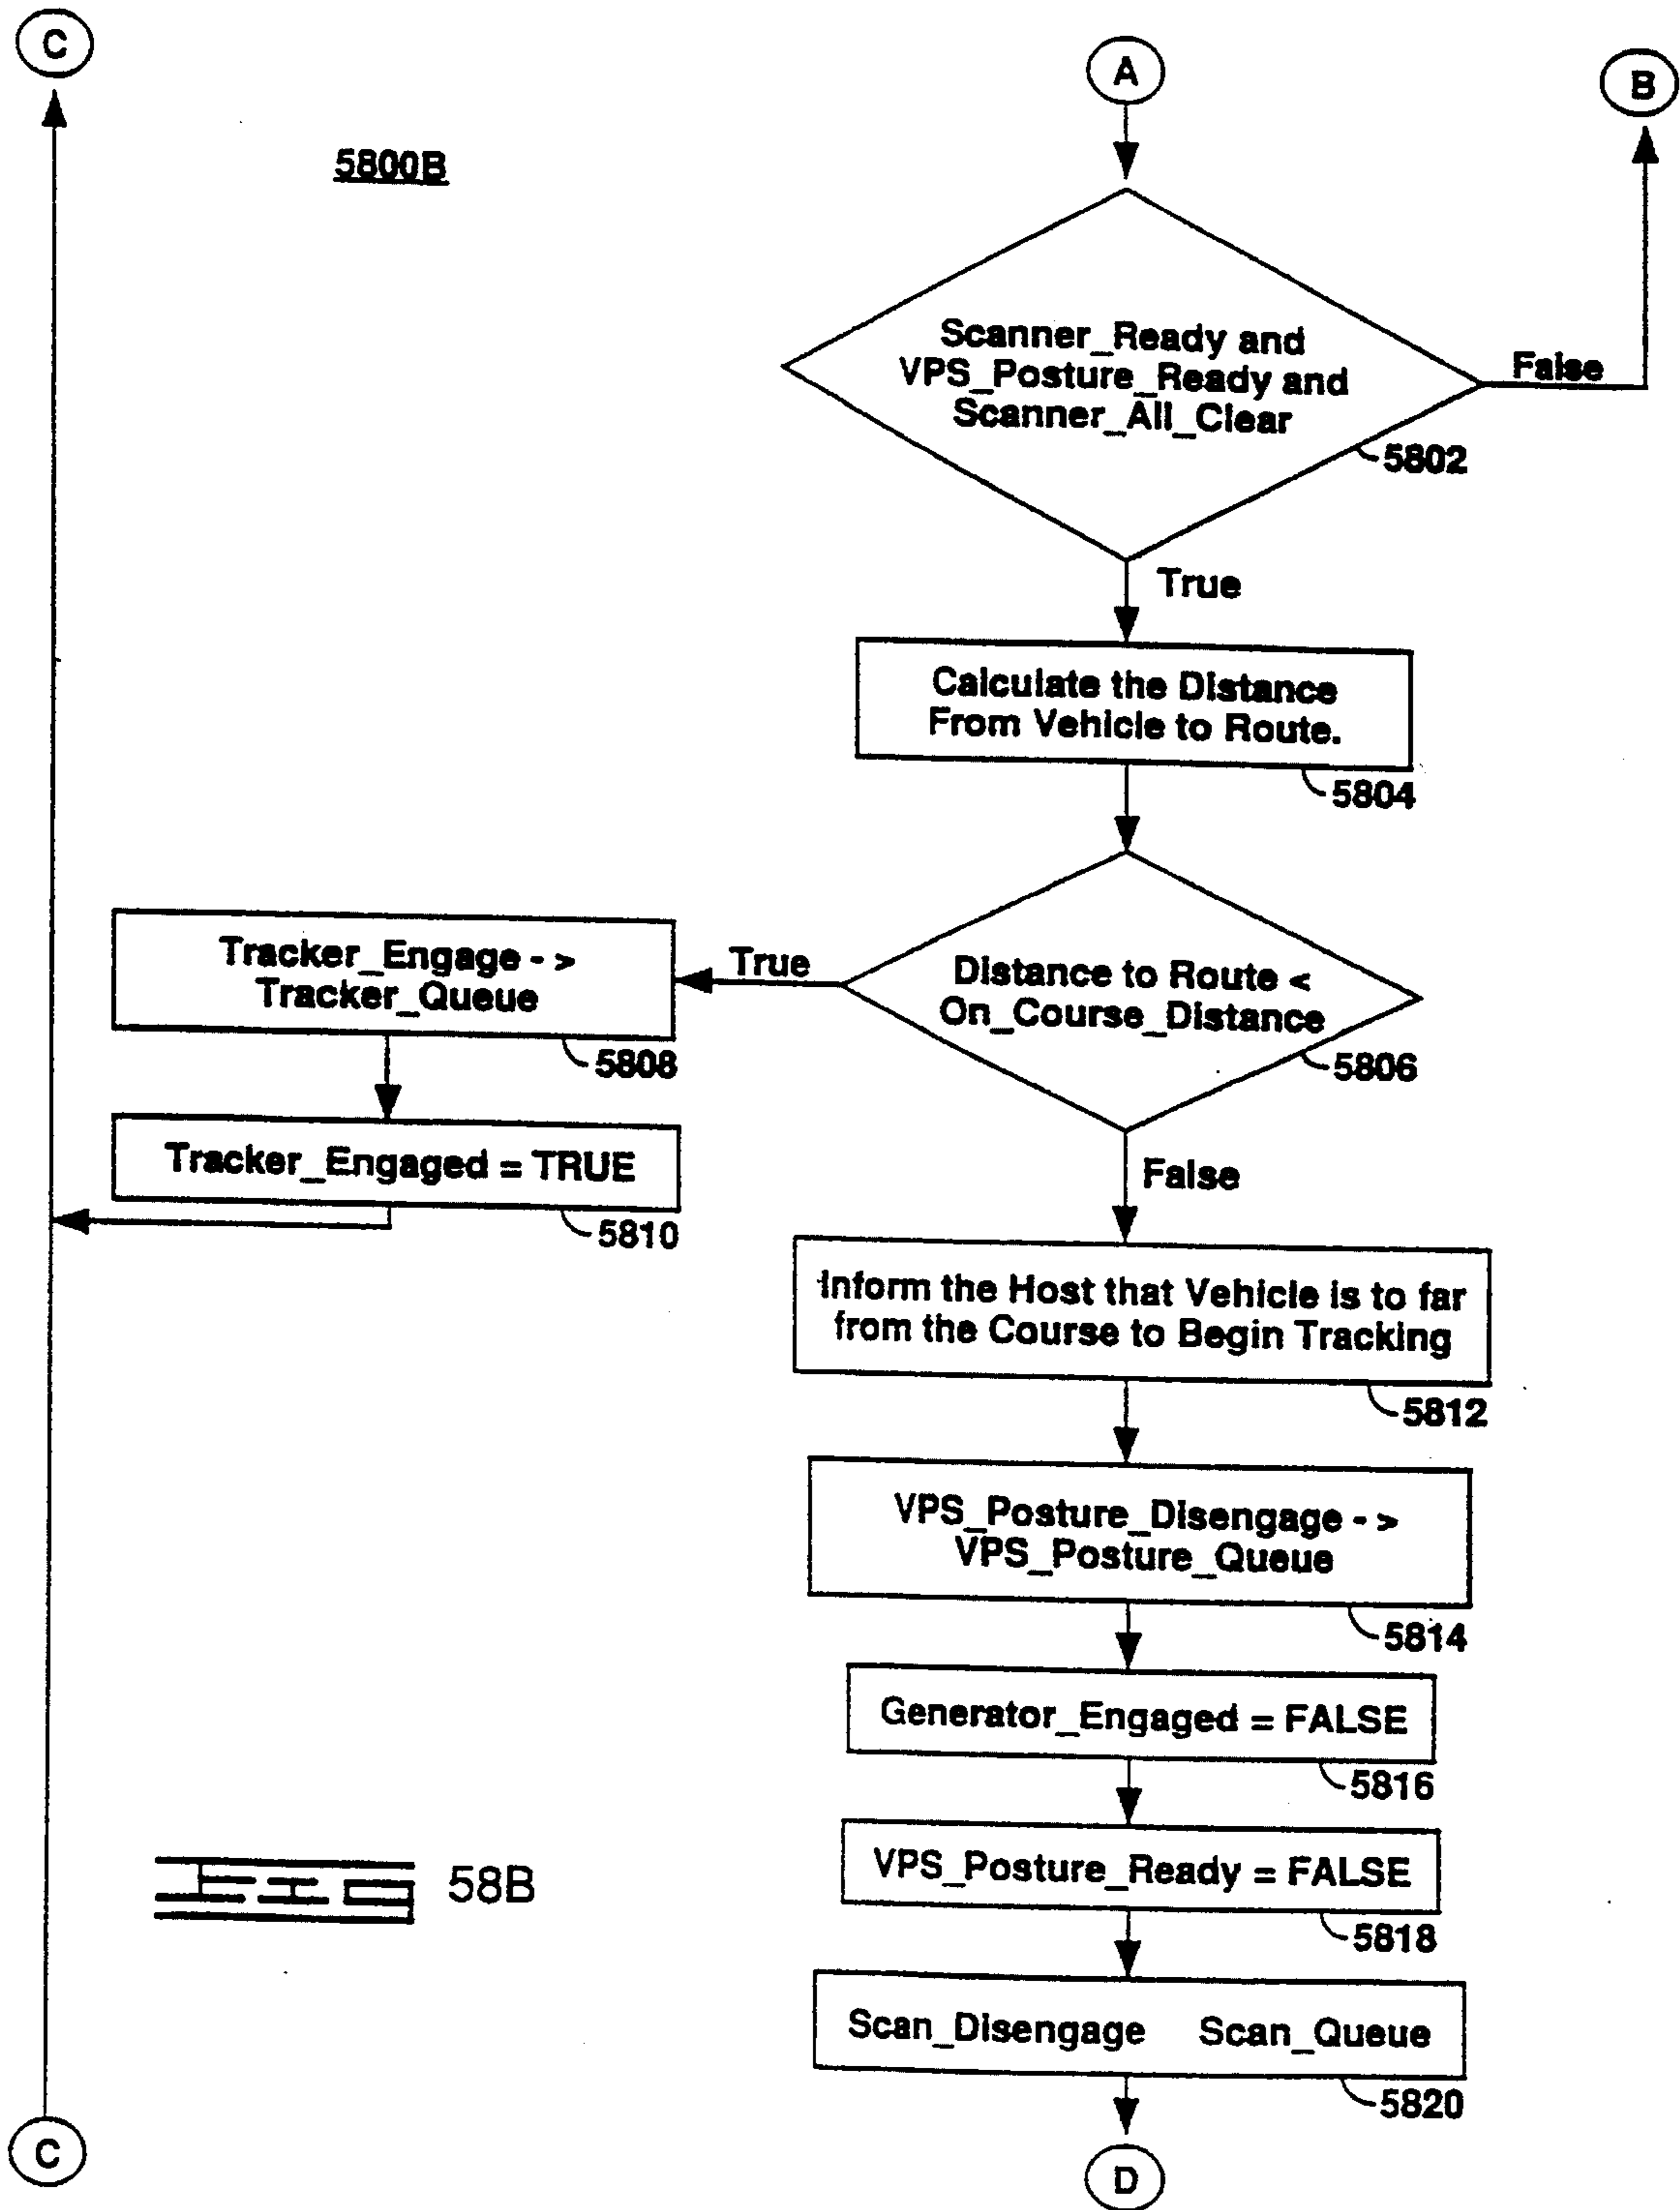 C
A
B
5800B
Scanner_Ready and
VPS_Posture_Ready and
Scanner_All_Clear
False
5802
True
Calculate the Distance
From Vehicle to Route.
5804
Tracker_Engage - >
Tracker_Queue
5808
True
Distance to Route <
On_Course_Distance
5806
Tracker_Engaged = TRUE
5810
False
Inform the Host that Vehicle is to far
from the Course to Begin Tracking
5812
VPS_Posture_Disengage - >
VPS_Posture_Queue
5814
Generator_Engaged = FALSE
5816
VPS_Posture_Ready = FALSE
5818
58B
Scan_Disengage Scan_Queue
5820
C
D